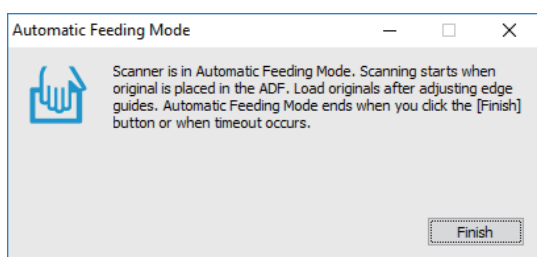 Automatic Feeding Mode
Scanner is in Automatic Feeding Mode. Scanning starts when
original is placed in the ADF. Load originals after adjusting edge
guides. Automatic Feeding Mode ends when you click the [Finish]
button or when timeout occurs.
Finish